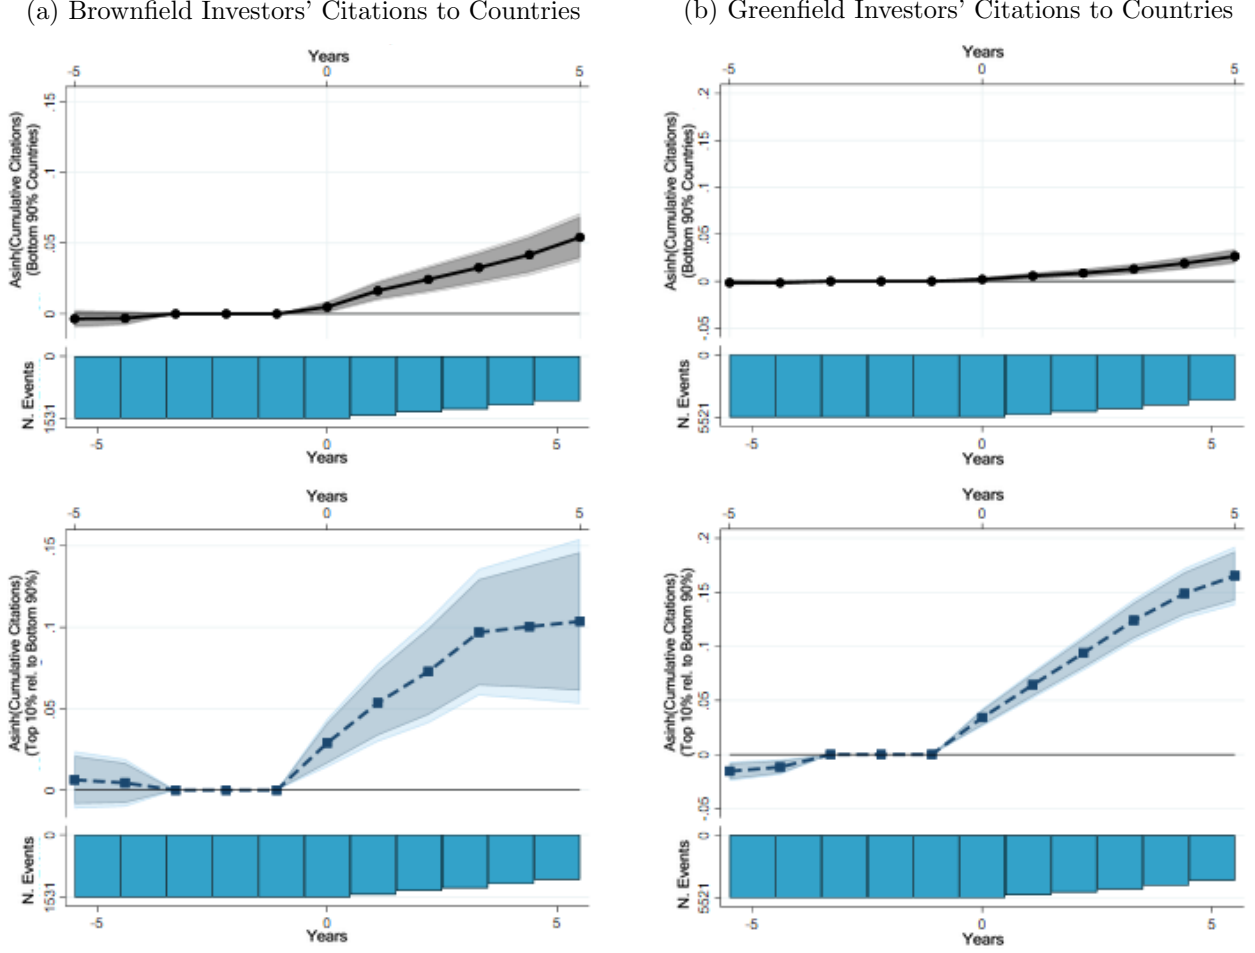 (a) Brownfield Investors' Citations to Countries
Years
-5 0 5
.15
.1
.05
0
Asinh(Cumulative Citations)
(Bottom 90% Countries)
0
1531
N. Events
-5 0 5
Years
(b) Greenfield Investors' Citations to Countries
Years
-5 0 5
.2
.15
.1
.05
0
-.05
Asinh(Cumulative Citations)
(Bottom 90% Countries)
0
5521
N. Events
-5 0 5
Years
Years
-5 0 5
.15
.1
.05
0
Asinh(Cumulative Citations)
(Top 10% rel. to Bottom 90%)
0
1531
N. Events
-5 0 5
Years
Years
-5 0 5
.2
.15
.1
.05
0
-.05
Asinh(Cumulative Citations)
(Top 10% rel. to Bottom 90%)
0
5521
N. Events
-5 0 5
Years